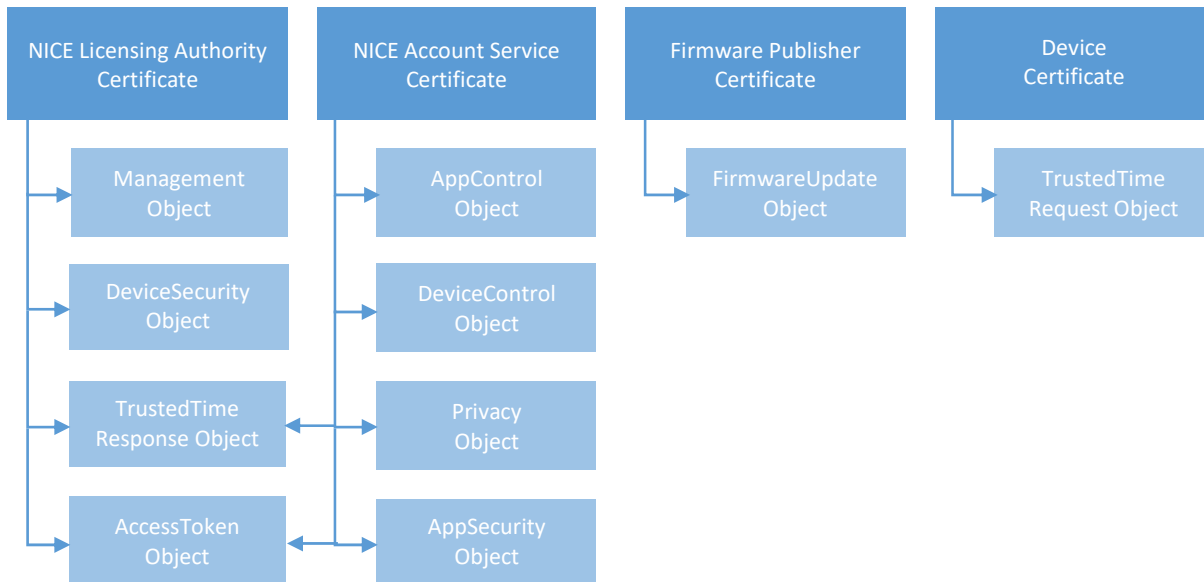 NICE Licensing Authority
Certificate
NICE Account Service
Certificate
Firmware Publisher
Certificate
Device
Certificate
Management
Object
AppControl
Object
FirmwareUpdate
Object
TrustedTime
Request Object
DeviceSecurity
Object
DeviceControl
Object
TrustedTime
Response Object
Privacy
Object
AccessToken
Object
AppSecurity
Object